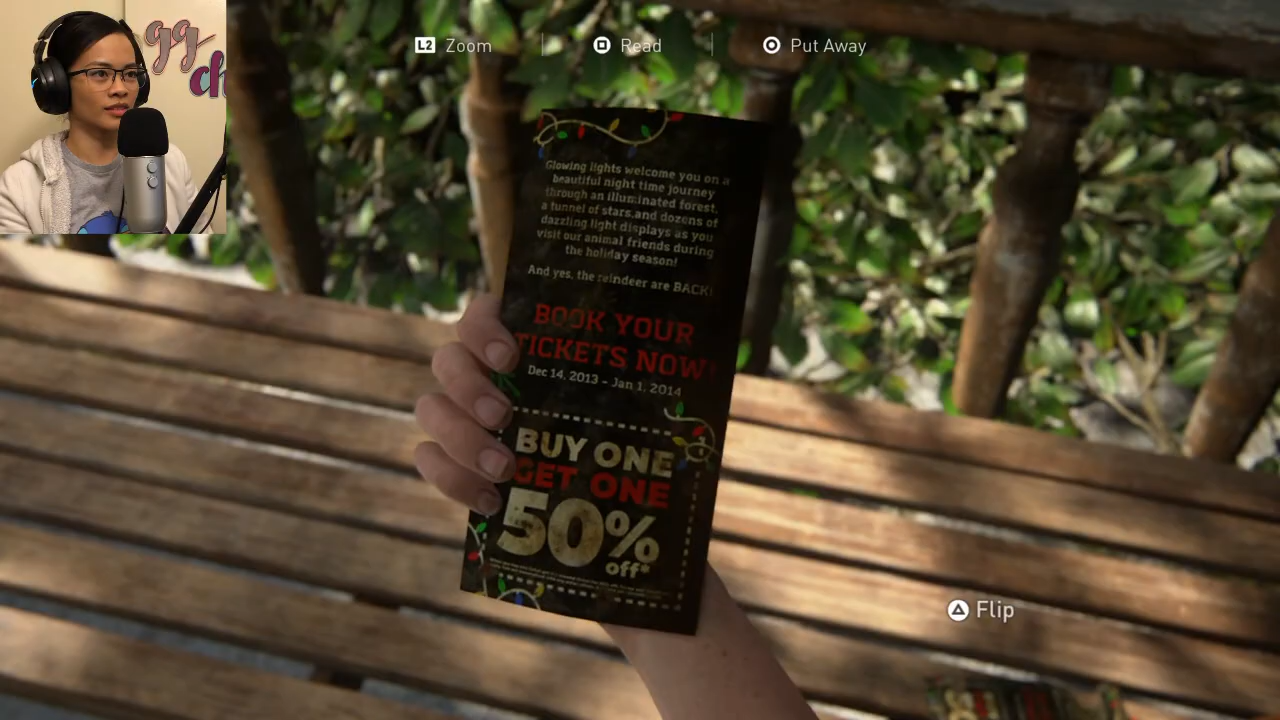 gg
ch
L2 Zoom
Read
Put Away
Glowing lights welcome you on a
beautiful night time journey
through an illuminated forest,
a tunnel of stars, and dozens of
dazzling light displays as you
visit our animal friends during
the holiday season!
And yes, the reindeer are BACK!
BOOK YOUR
TICKETS NOW!
Dec 14, 2013 - Jan 1, 2014
BUY ONE
GET ONE
50%
off*
Flip